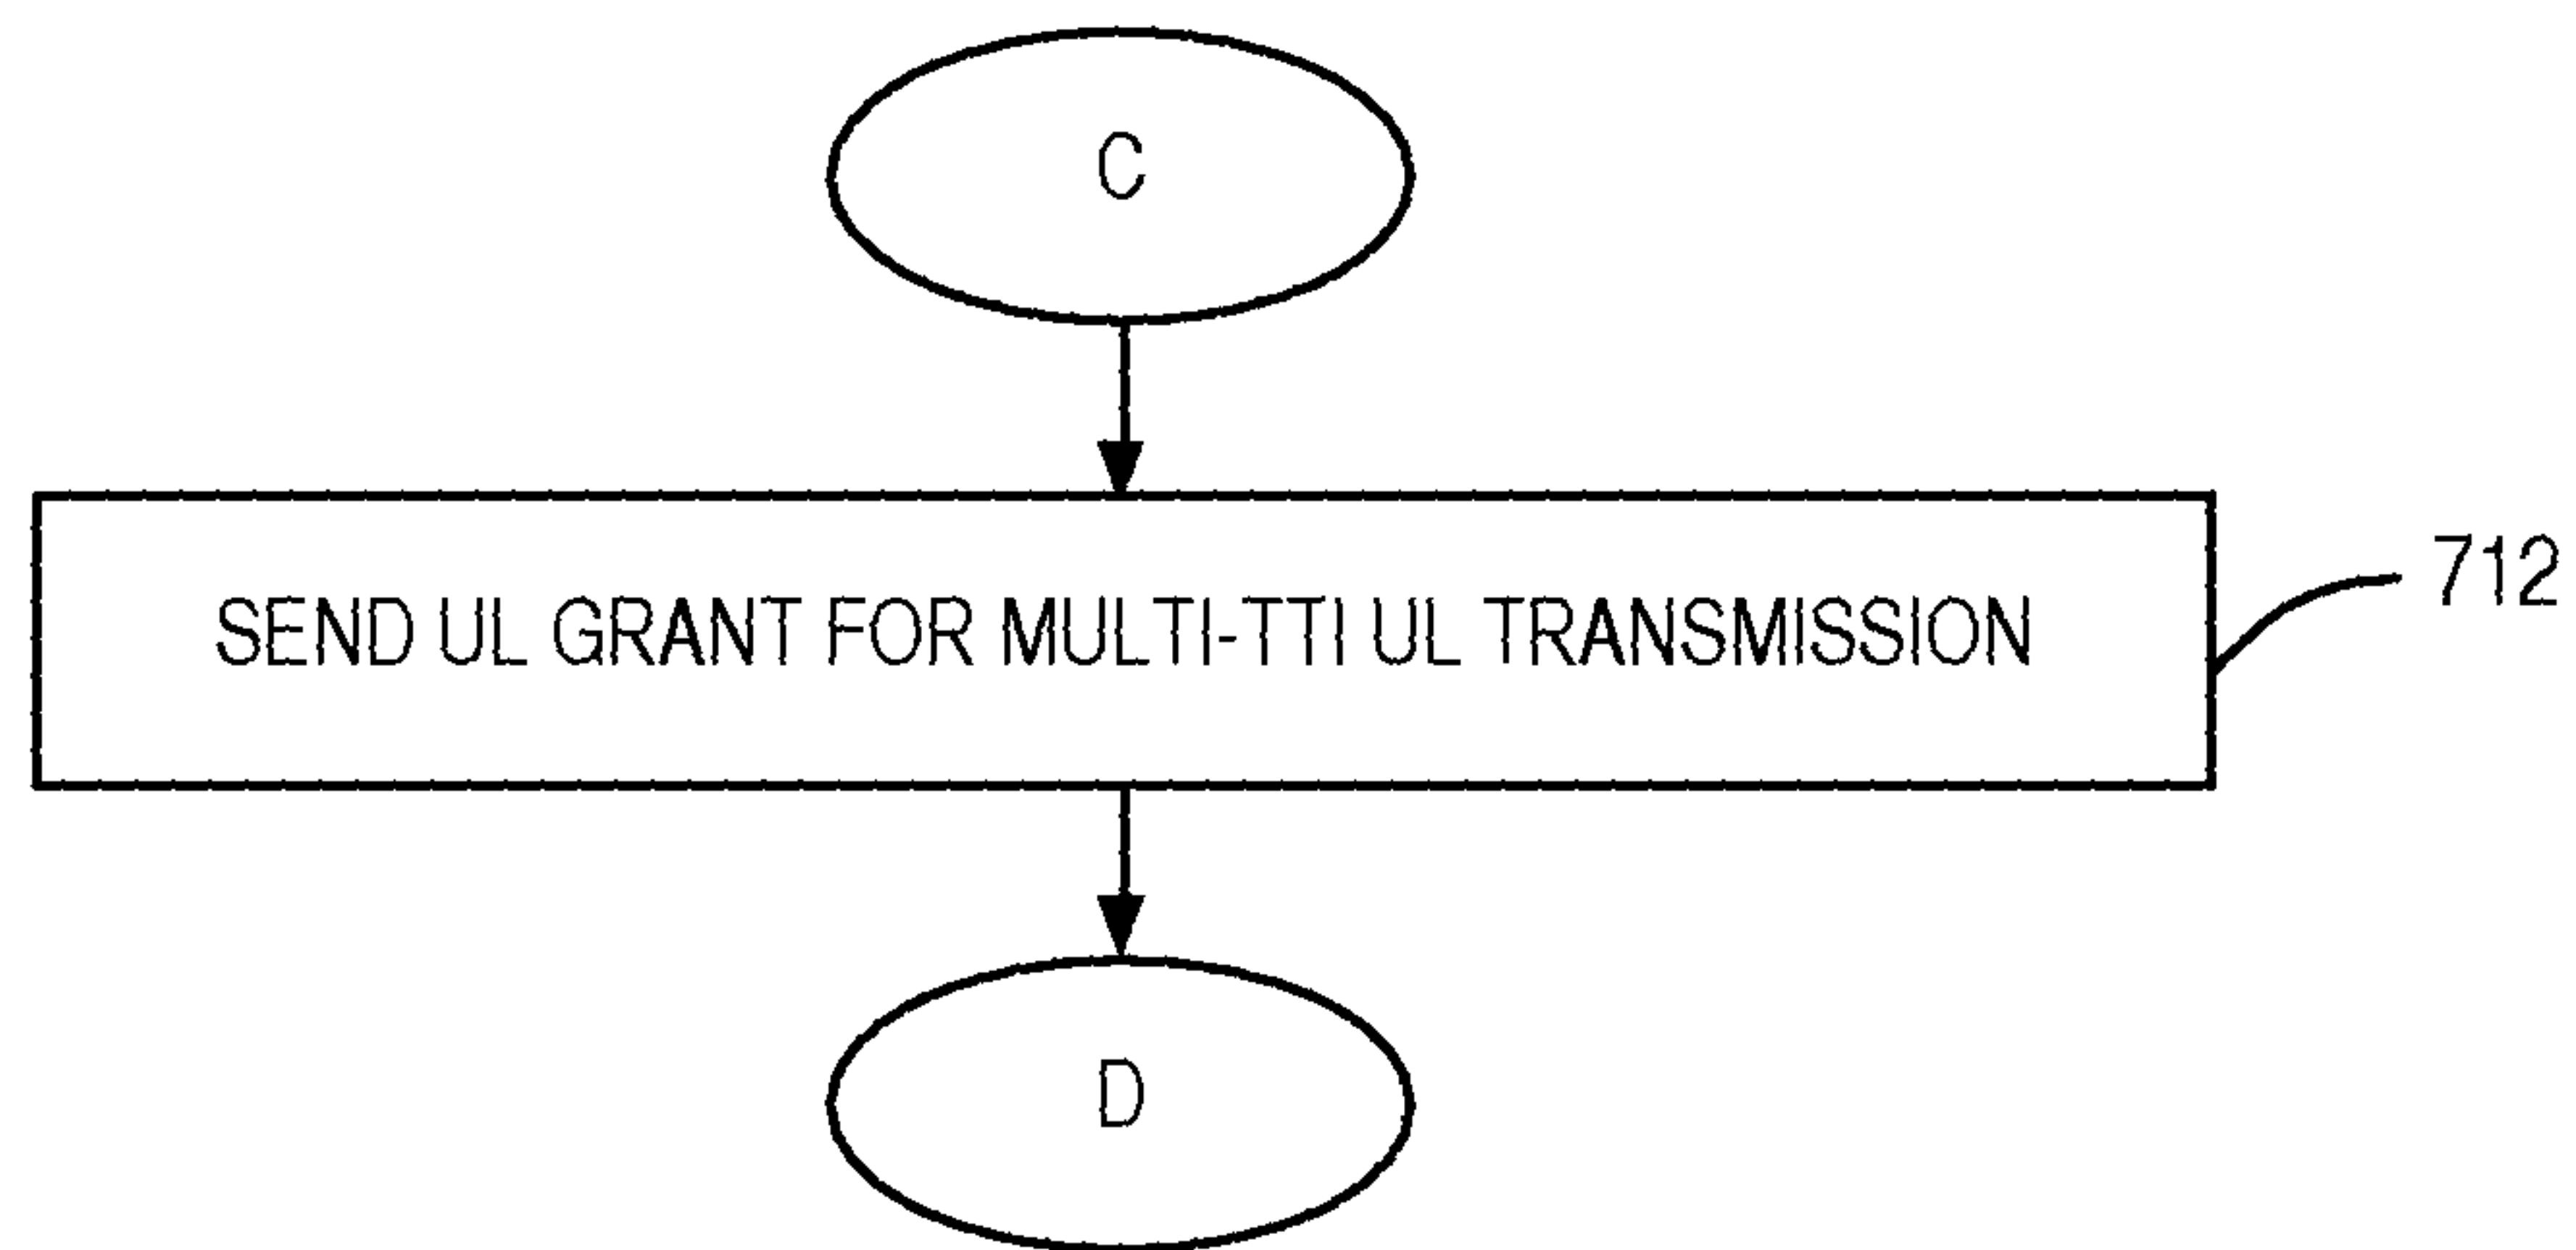 C
SEND UL GRANT FOR MULTI-TTI UL TRANSMISSION
712
D